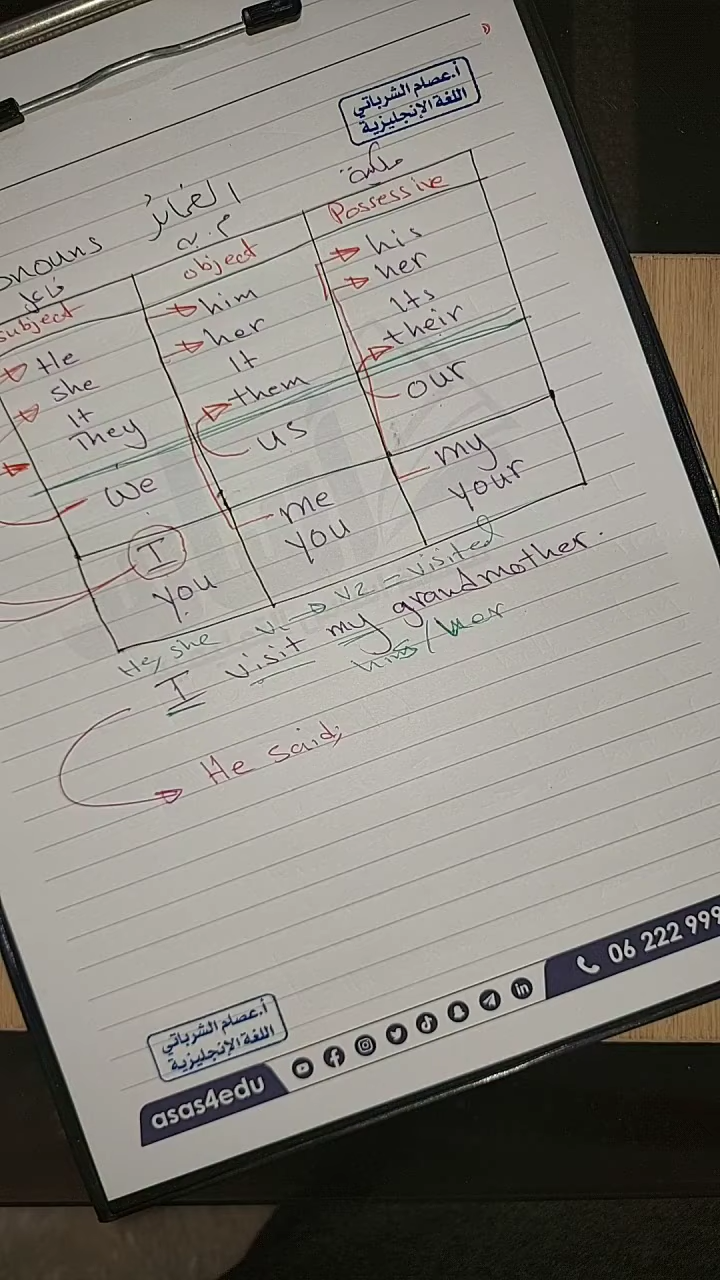 أ.عصام الشرباتي
اللغة الإنجليزية
onouns الضمائر
فاعل م.به ملكية
subject object Possessive
He him his
she her her
It It Its
They them their
we us our
I me my
you you your
He, she V1 → V2 = visited
I visit my grandmother.
his/her
He said,
أ.عصام الشرباتي
اللغة الإنجليزية
asas4edu
06 222 999